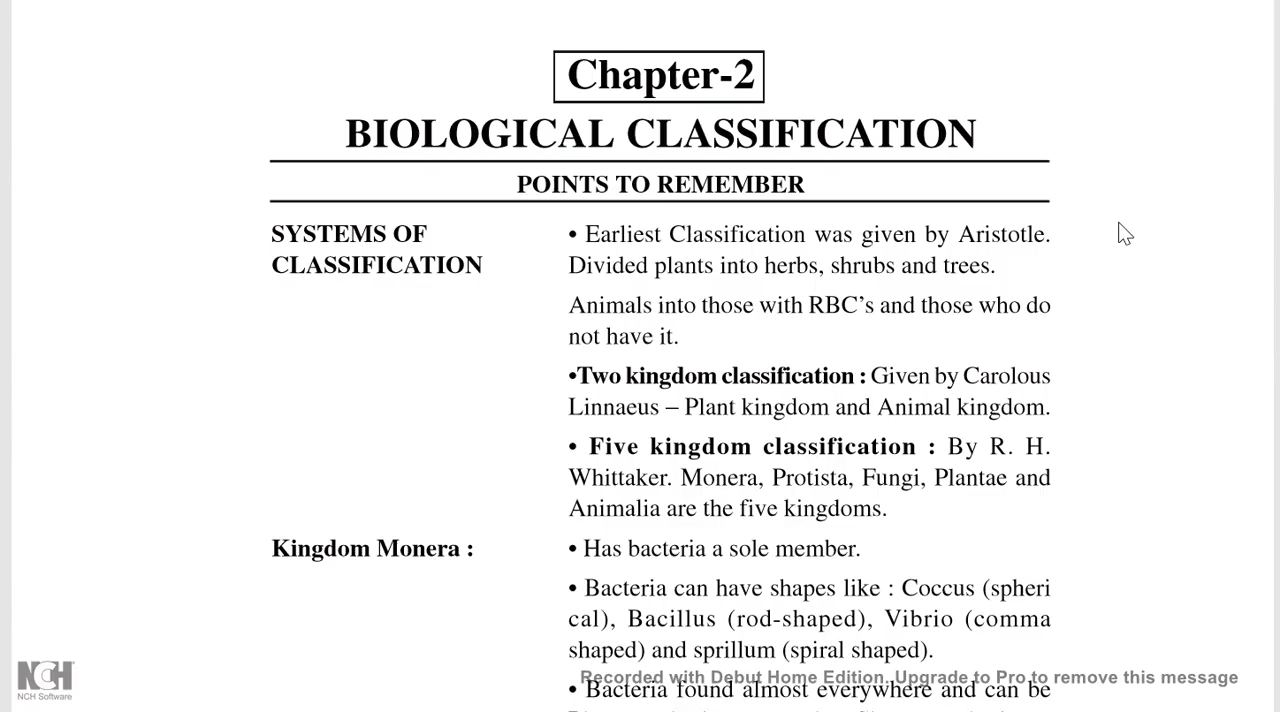 Chapter-2
BIOLOGICAL CLASSIFICATION
POINTS TO REMEMBER
SYSTEMS OF
CLASSIFICATION
• Earliest Classification was given by Aristotle.
Divided plants into herbs, shrubs and trees.
Animals into those with RBC’s and those who do
not have it.
•Two kingdom classification : Given by Carolous
Linnaeus – Plant kingdom and Animal kingdom.
• Five kingdom classification : By R. H.
Whittaker. Monera, Protista, Fungi, Plantae and
Animalia are the five kingdoms.
Kingdom Monera :
• Has bacteria a sole member.
• Bacteria can have shapes like : Coccus (spheri
cal), Bacillus (rod-shaped), Vibrio (comma
shaped) and sprillum (spiral shaped).
• Bacteria found almost everywhere and can be
NCH
NCH Software
Recorded with Debut Home Edition. Upgrade to Pro to remove this message